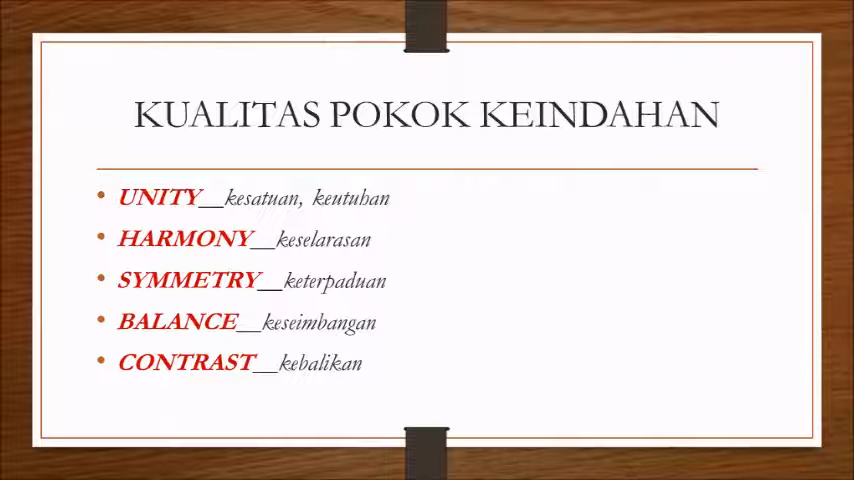 KUALITAS POKOK KEINDAHAN
• UNITY__kesatuan, keutuhan
• HARMONY__keselarasan
• SYMMETRY__keterpaduan
• BALANCE__keseimbangan
• CONTRAST__kebalikan